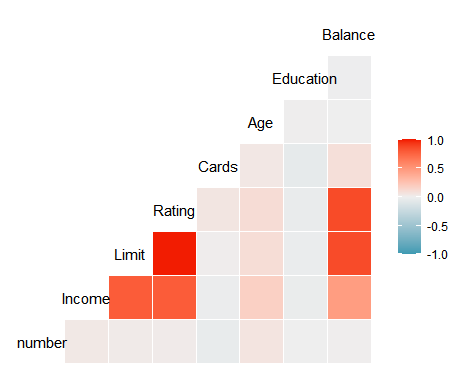 Balance
Education
Age
Cards
Rating
Limit
Income
number
1.0
0.5
0.0
-0.5
-1.0